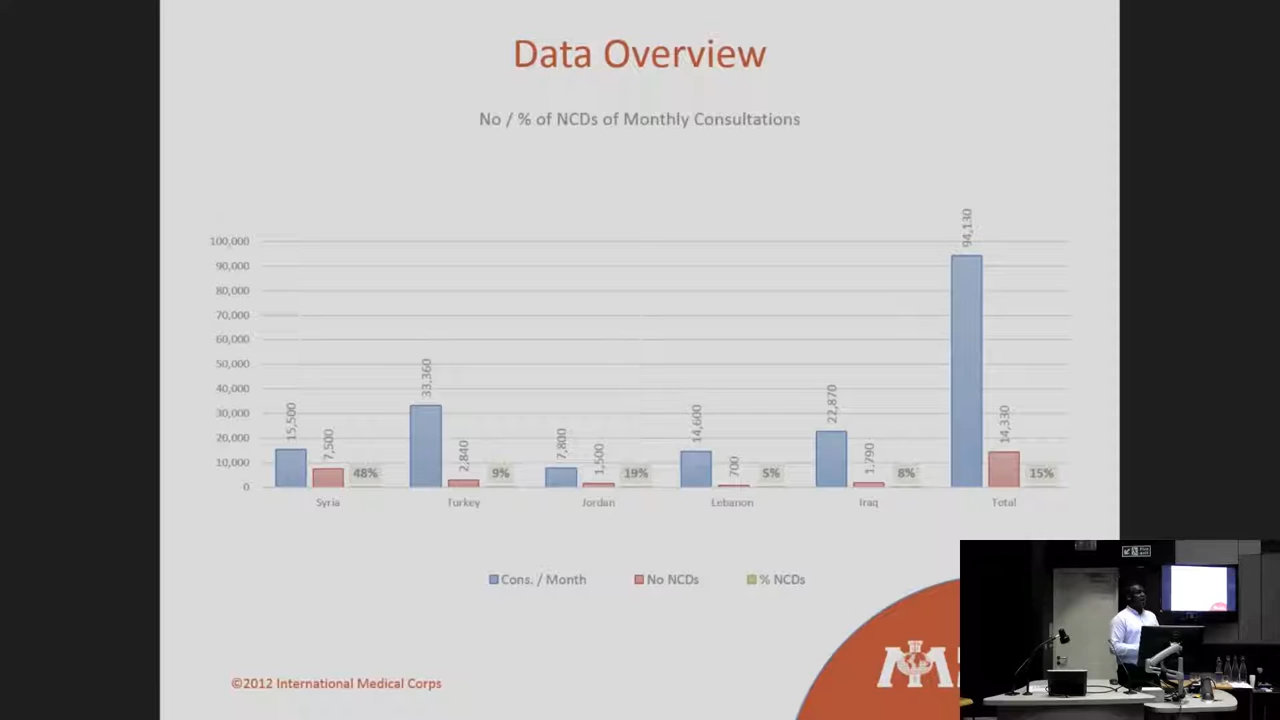 Data Overview
No / % of NCDs of Monthly Consultations
100,000
90,000
80,000
70,000
60,000
50,000
40,000
30,000
20,000
10,000
0
15,500
7,500
48%
33,360
2,840
9%
7,800
1,500
19%
14,600
700
5%
22,870
1,790
8%
94,130
14,330
15%
Syria
Turkey
Jordan
Lebanon
Iraq
Total
Cons. / Month
No NCDs
% NCDs
©2012 International Medical Corps